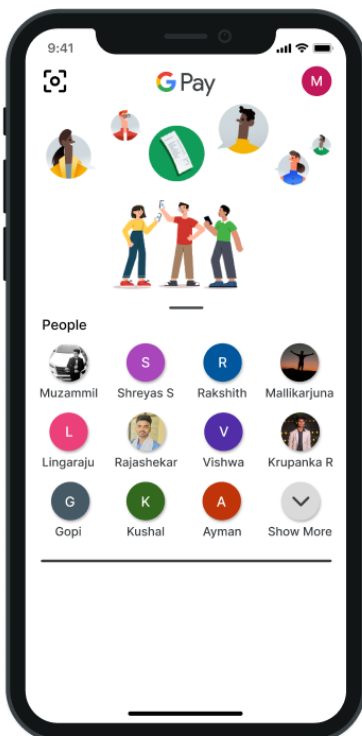 9:41
G Pay
M
People
S
R
Muzammil Shreyas S Rakshith Mallikarjuna
L
V
Lingaraju Rajashekar Vishwa Krupanka R
G
K
A
Gopi Kushal Ayman Show More